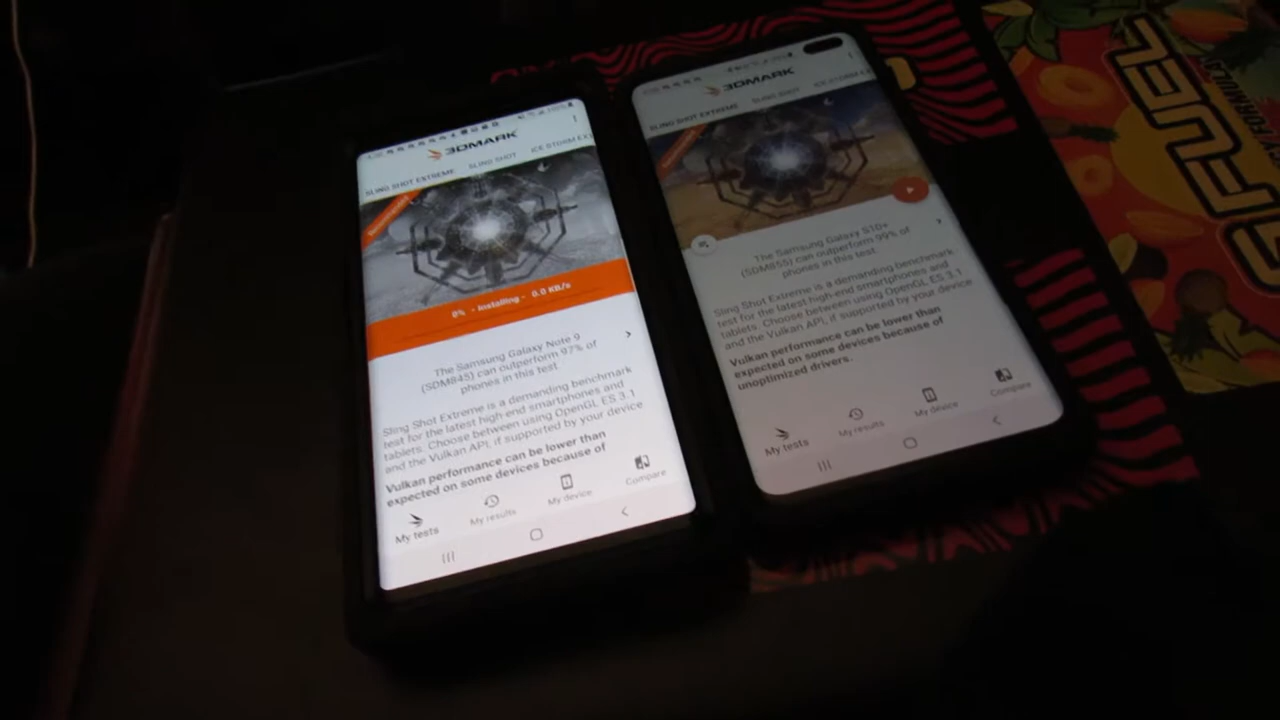 3DMARK
SLING SHOT EXTREME
SLING SHOT
ICE STORM EXT
0% - Installing - 0.0 KB/s
The Samsung Galaxy Note 9
(SDM845) can outperform 97% of
phones in this test
Sling Shot Extreme is a demanding benchmark
test for the latest high-end smartphones and
tablets. Choose between using OpenGL ES 3.1
and the Vulkan API, if supported by your device
Vulkan performance can be lower than
expected on some devices because of
My tests
My results
My device
Compare
3DMARK
SLING SHOT EXTREME
SLING SHOT
ICE STORM E
The Samsung Galaxy S10+
(SDM855) can outperform 99% of
phones in this test
Sling Shot Extreme is a demanding benchmark
test for the latest high-end smartphones and
tablets. Choose between using OpenGL ES 3.1
and the Vulkan API, if supported by your device
Vulkan performance can be lower than
expected on some devices because of
unoptimized drivers.
My tests
My results
My device
Compare
G FUEL
FORMULA